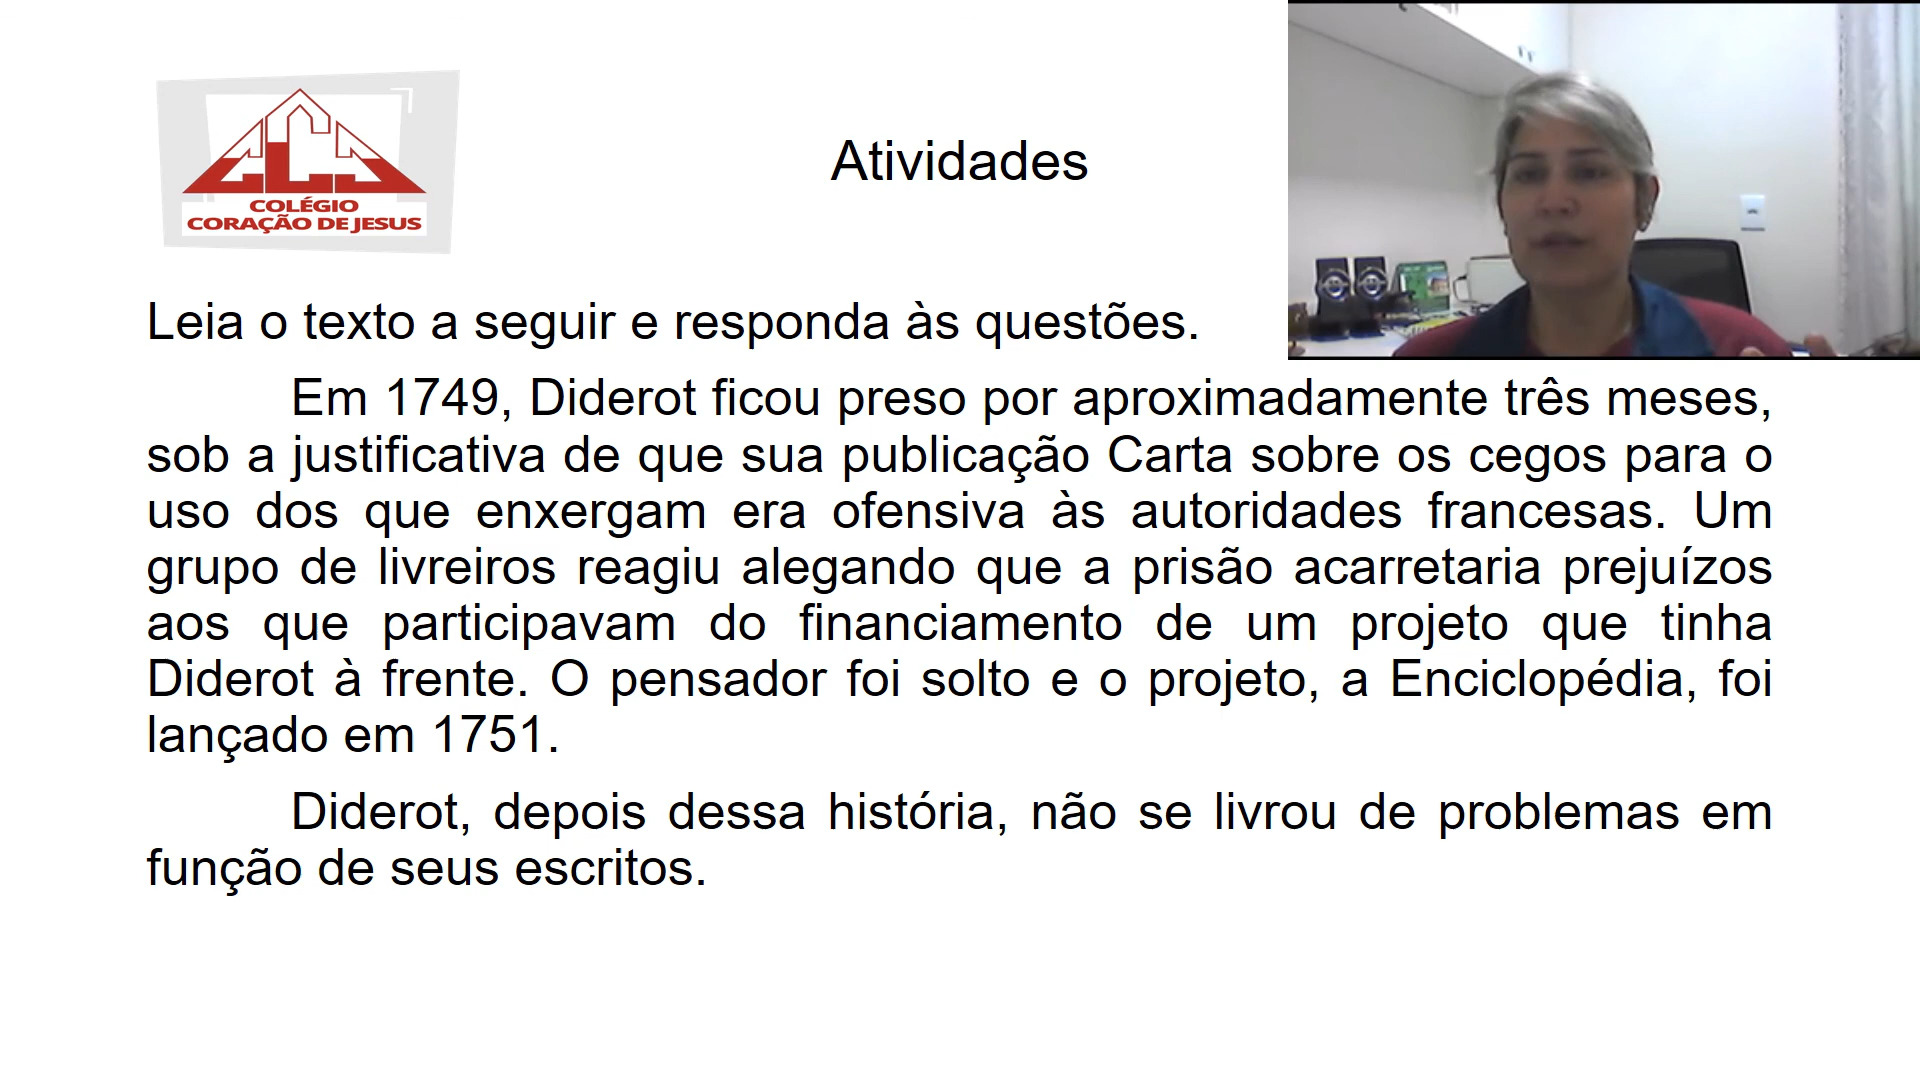 COLÉGIO
CORAÇÃO DE JESUS
Atividades
Leia o texto a seguir e responda às questões.
Em 1749, Diderot ficou preso por aproximadamente três meses,
sob a justificativa de que sua publicação Carta sobre os cegos para o
uso dos que enxergam era ofensiva às autoridades francesas. Um
grupo de livreiros reagiu alegando que a prisão acarretaria prejuízos
aos que participavam do financiamento de um projeto que tinha
Diderot à frente. O pensador foi solto e o projeto, a Enciclopédia, foi
lançado em 1751.
Diderot, depois dessa história, não se livrou de problemas em
função de seus escritos.